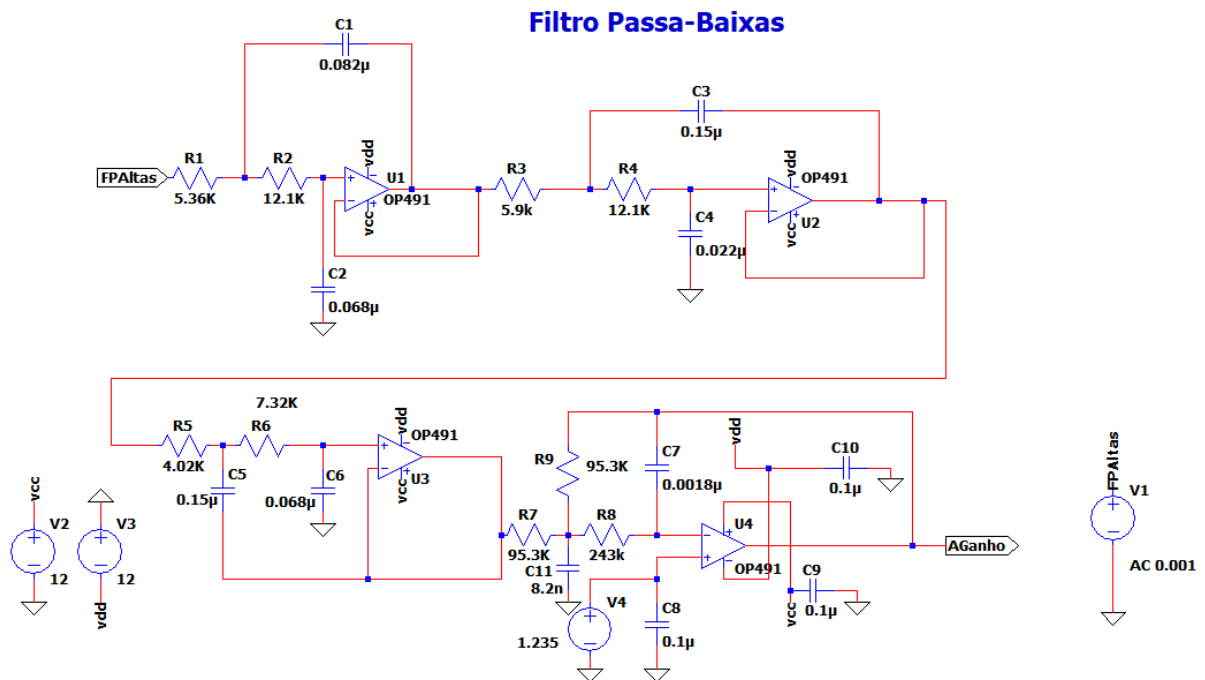 Filtro Passa-Baixas
C1
0.082µ
FPAltas
R1
5.36K
R2
12.1K
vdd
U1
OP491
vcc
C2
0.068µ
R3
5.9k
C3
0.15µ
R4
12.1K
C4
0.022µ
vdd
OP491
vcc
U2
R5
4.02K
7.32K
R6
C5
0.15µ
C6
0.068µ
vdd
OP491
vcc
U3
R9
95.3K
C7
0.0018µ
vdd
C10
0.1µ
R7
95.3K
R8
243k
C11
8.2n
U4
OP491
AGanho
V4
1.235
C8
0.1µ
vcc
C9
0.1µ
vcc
V2
12
V3
12
vdd
FPAltas
V1
AC 0.001